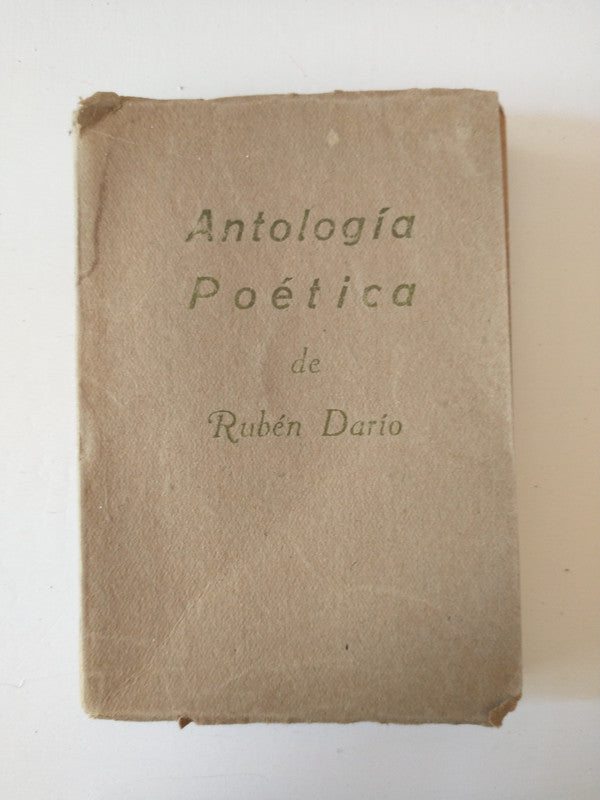 Antología
Poética
de
Rubén Darío